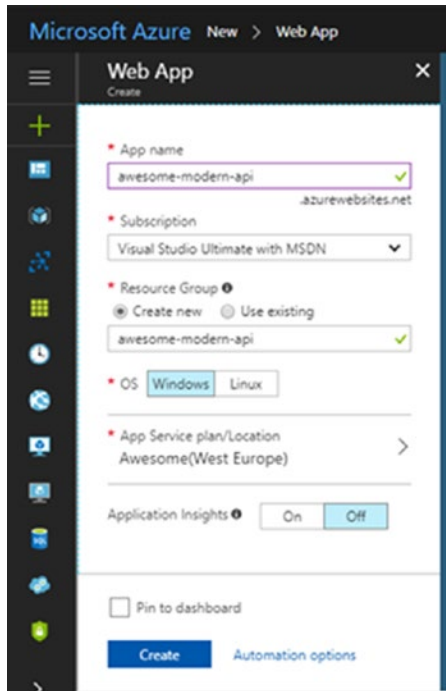 Microsoft Azure New > Web App
Web App
Create
* App name
awesome-modern-api
.azurewebsites.net
* Subscription
Visual Studio Ultimate with MSDN
* Resource Group
Create new Use existing
awesome-modern-api
* OS Windows Linux
* App Service plan/Location
Awesome(West Europe)
Application Insights On Off
Pin to dashboard
Create Automation options